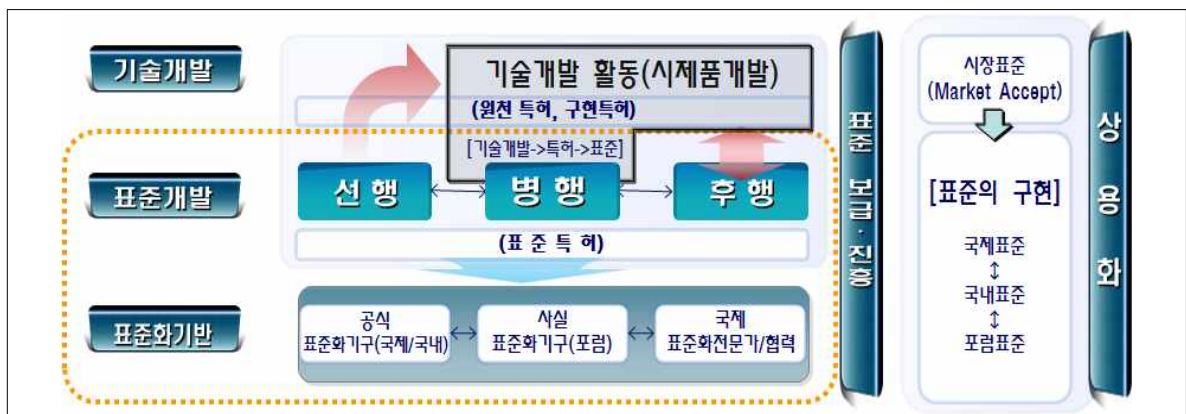 기술개발
기술개발 활동(시제품개발)
(원천 특허, 구현특허)
[기술개발->특허->표준]
표준개발
선 행
병 행
후 행
(표 준 특 허)
표준화기반
공식
표준화기구(국제/국내)
사실
표준화기구(포럼)
국제
표준화전문가/협력
표준 보급·진흥
시장표준
(Market Accept)
[표준의 구현]
국제표준
↕
국내표준
↕
포럼표준
상용화